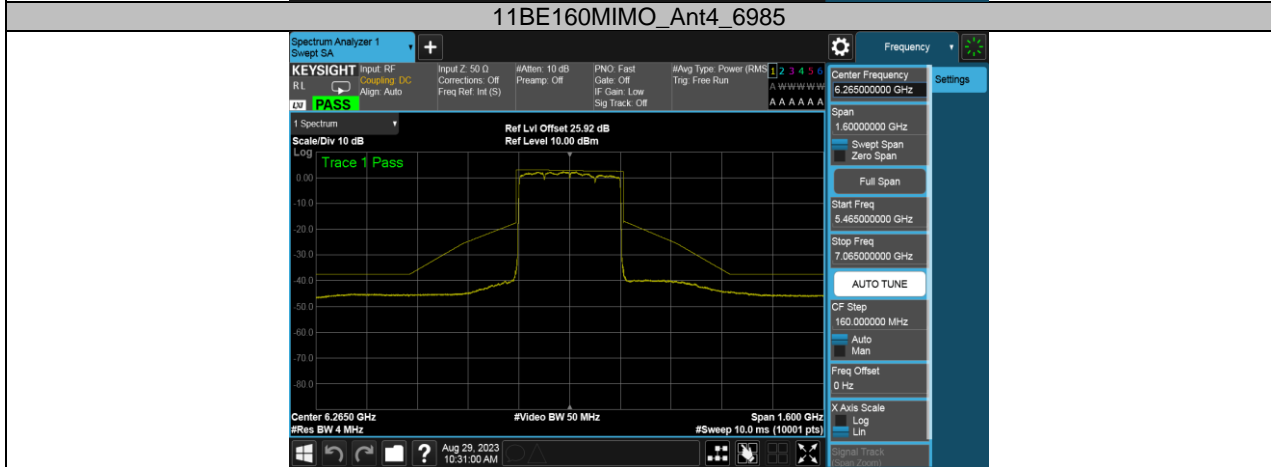 11BE160MIMO_Ant4_6985
Spectrum Analyzer 1
Swept SA
+
Frequency
KEYSIGHT
RL
LXI PASS
Input: RF
Coupling: DC
Align: Auto
Input Z: 50 Ω
Corrections: Off
Freq Ref: Int (S)
#Atten: 10 dB
Preamp: Off
PNO: Fast
Gate: Off
IF Gain: Low
Sig Track: Off
#Avg Type: Power (RMS
Trig: Free Run
1 2 3 4 5 6
A W W W W W
A A A A A A
Center Frequency
6.265000000 GHz
Settings
Span
1.60000000 GHz
Swept Span
Zero Span
Full Span
Start Freq
5.465000000 GHz
Stop Freq
7.065000000 GHz
AUTO TUNE
CF Step
160.000000 MHz
Auto
Man
Freq Offset
0 Hz
X Axis Scale
Log
Lin
Signal Track
(Span Zoom)
1 Spectrum
Scale/Div 10 dB
Ref Lvl Offset 25.92 dB
Ref Level 10.00 dBm
Log
Trace 1 Pass
0.00
-10.0
-20.0
-30.0
-40.0
-50.0
-60.0
-70.0
-80.0
Center 6.2650 GHz
#Video BW 50 MHz
Span 1.600 GHz
#Res BW 4 MHz
#Sweep 10.0 ms (10001 pts)
?
Aug 29, 2023
10:31:00 AM